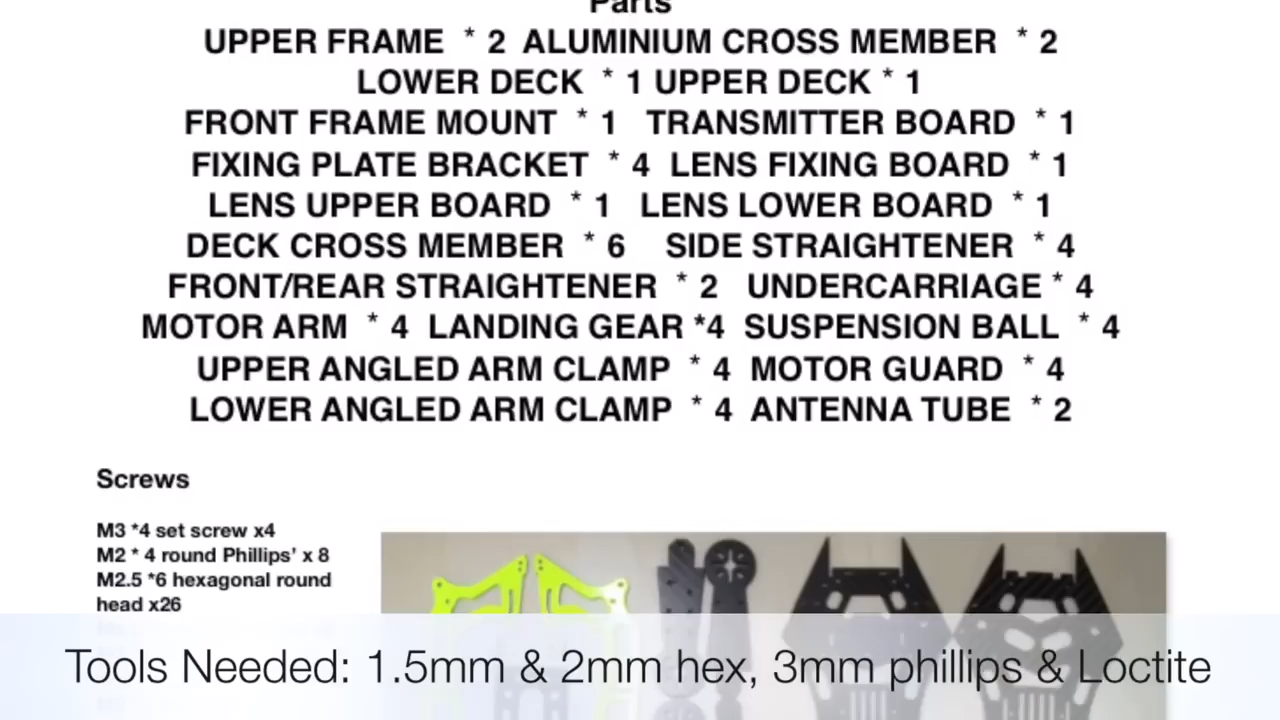 Parts
UPPER FRAME * 2 ALUMINIUM CROSS MEMBER * 2
LOWER DECK * 1 UPPER DECK * 1
FRONT FRAME MOUNT * 1 TRANSMITTER BOARD * 1
FIXING PLATE BRACKET * 4 LENS FIXING BOARD * 1
LENS UPPER BOARD * 1 LENS LOWER BOARD * 1
DECK CROSS MEMBER * 6 SIDE STRAIGHTENER * 4
FRONT/REAR STRAIGHTENER * 2 UNDERCARRIAGE * 4
MOTOR ARM * 4 LANDING GEAR *4 SUSPENSION BALL * 4
UPPER ANGLED ARM CLAMP * 4 MOTOR GUARD * 4
LOWER ANGLED ARM CLAMP * 4 ANTENNA TUBE * 2
Screws
M3 *4 set screw x4
M2 * 4 round Phillips' x 8
M2.5 *6 hexagonal round
head x26
Tools Needed: 1.5mm & 2mm hex, 3mm phillips & Loctite